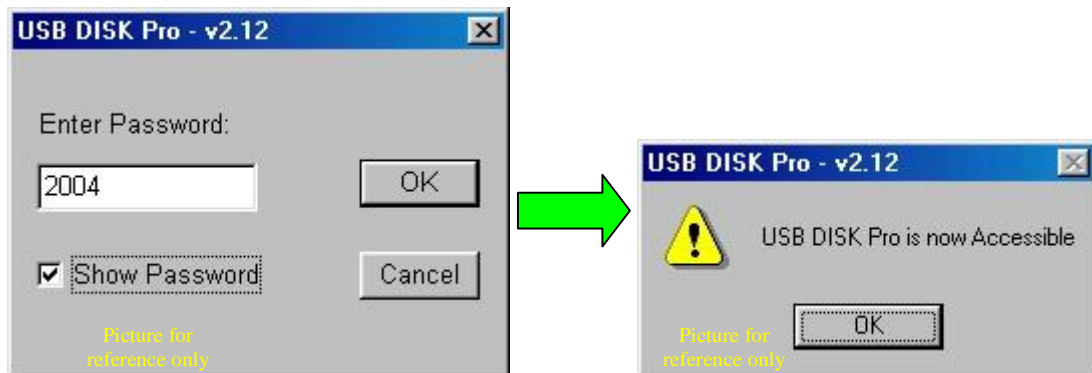 USB DISK Pro - v2.12
Enter Password:
2004
OK
Show Password
Cancel
Picture for
reference only
USB DISK Pro - v2.12
USB DISK Pro is now Accessible
OK
Picture for
reference only